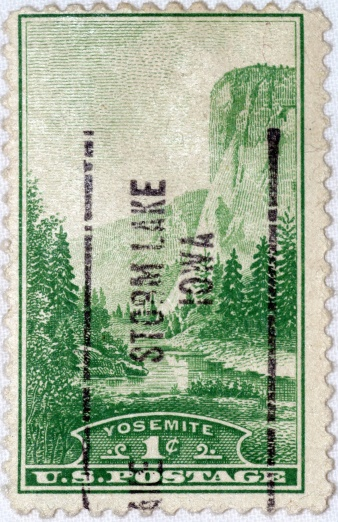 STORM LAKE
IOWA
YOSEMITE
1¢
U.S. POSTAGE